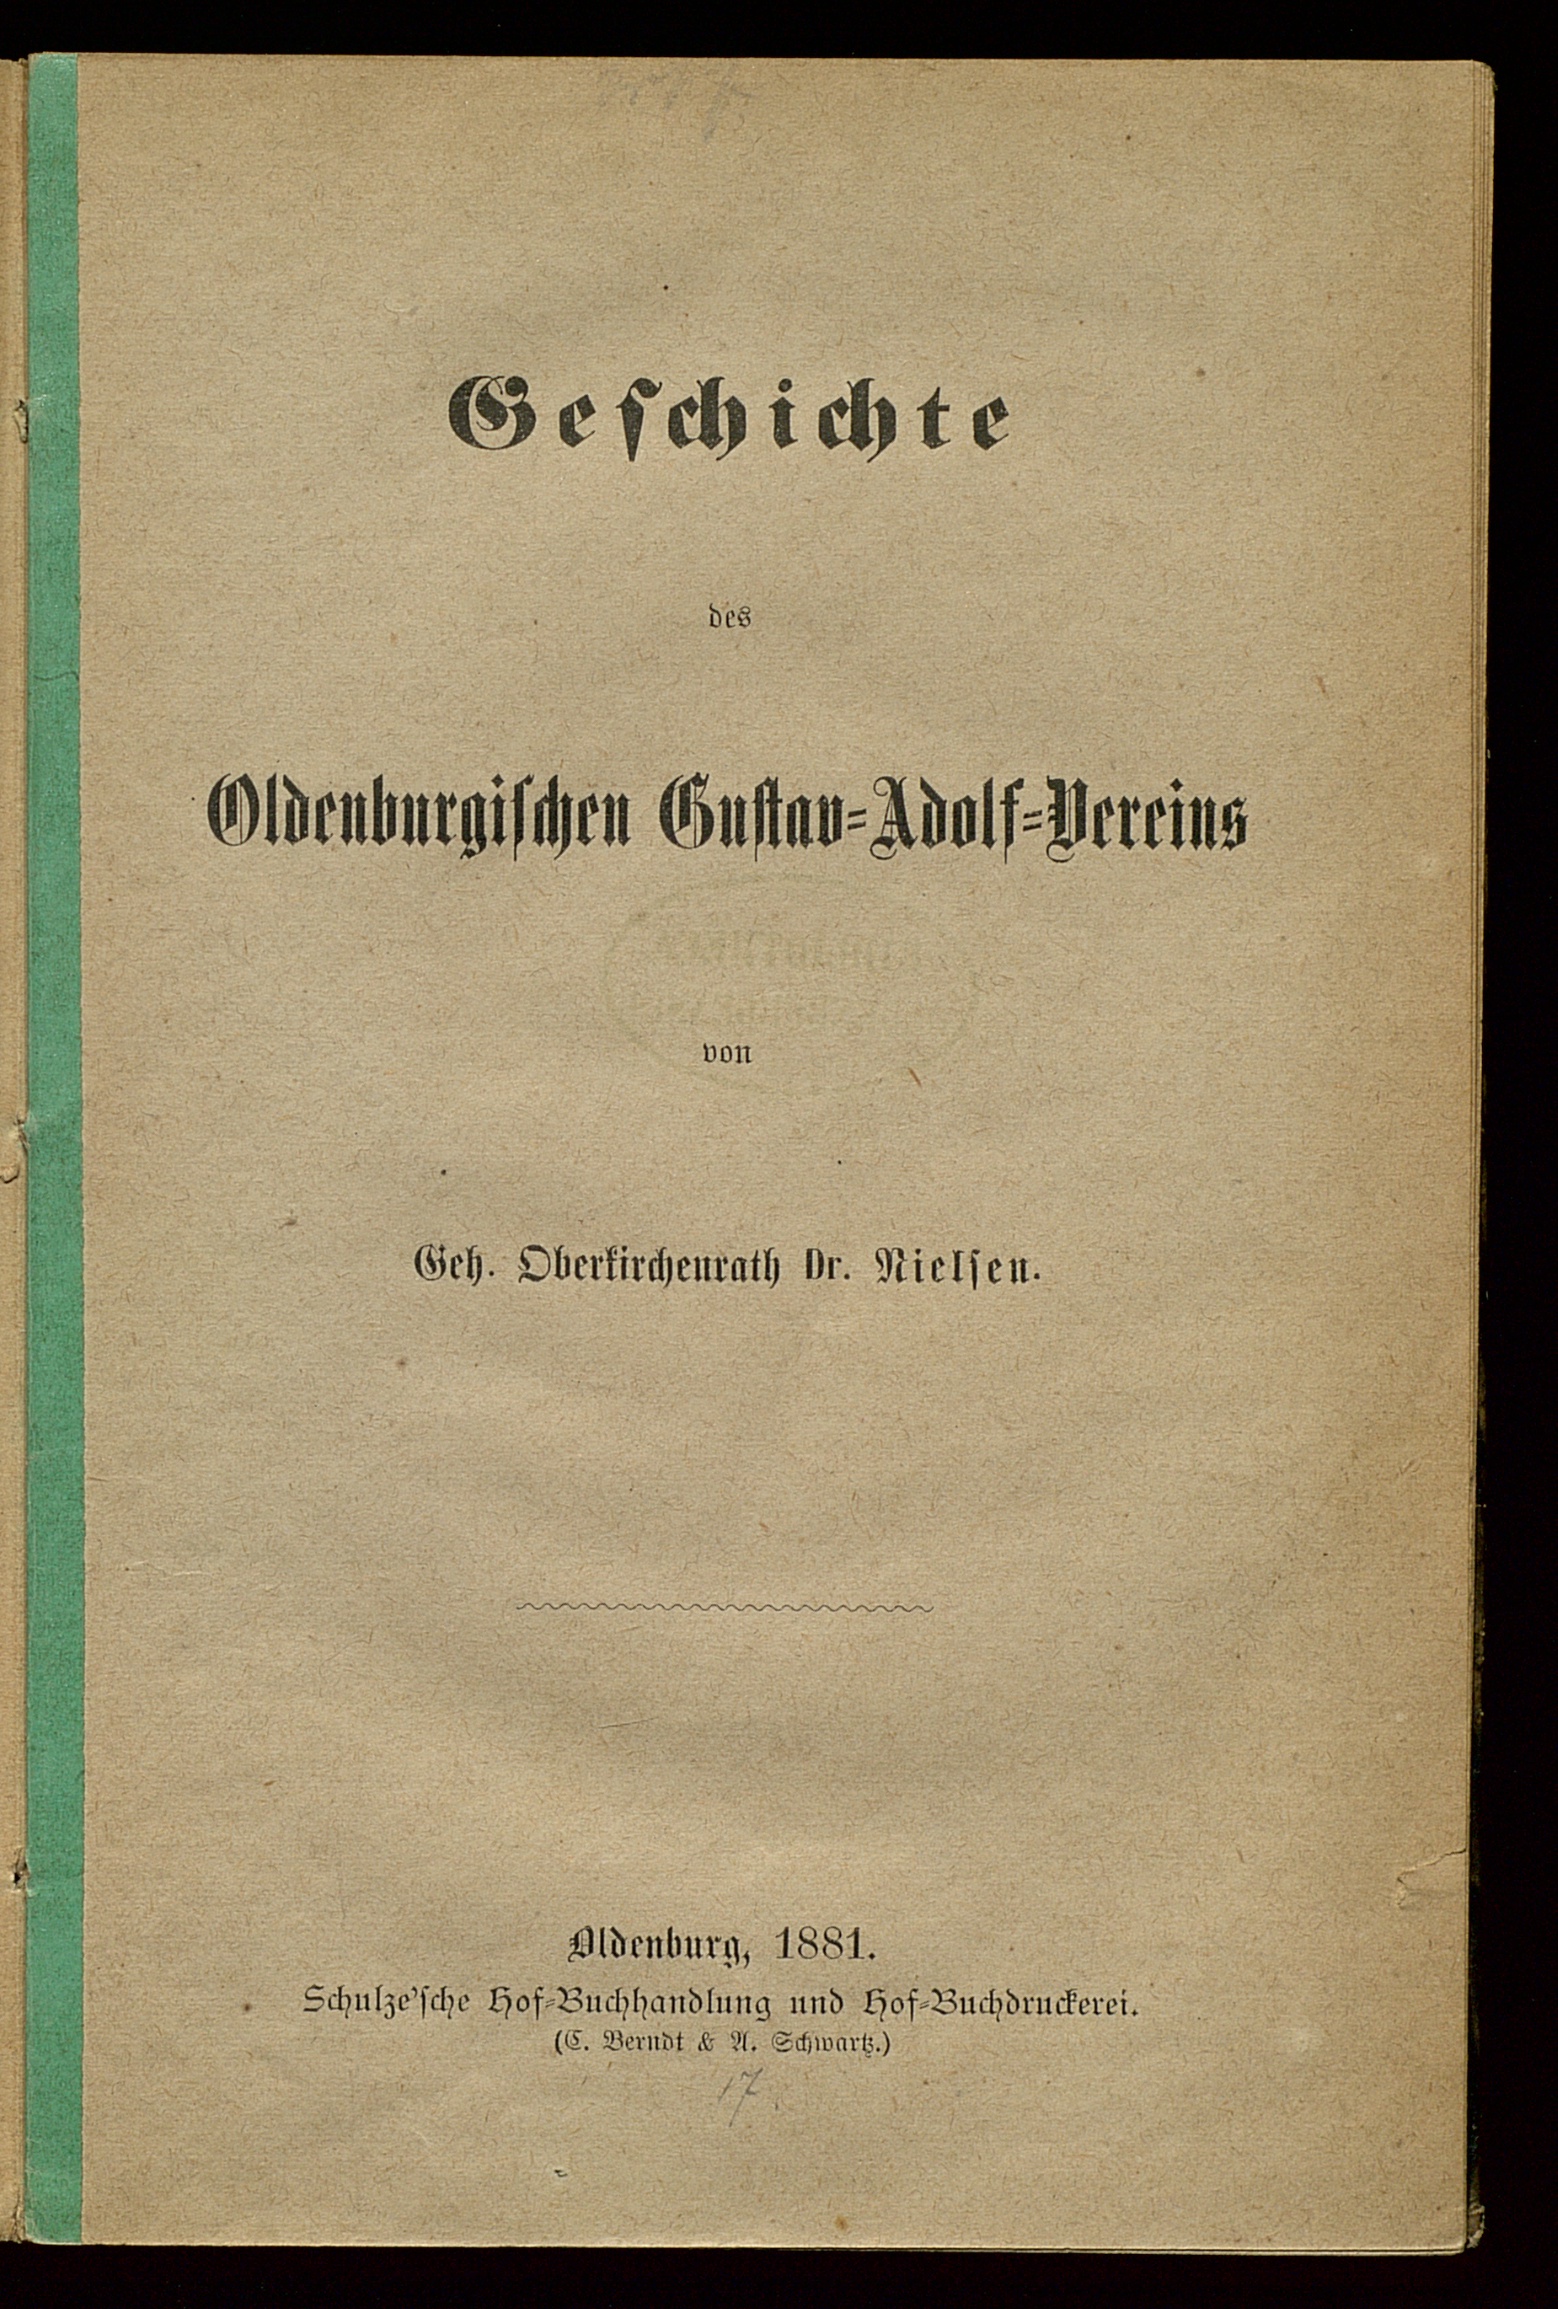 Geschichte
des
Oldenburgischen Gustav-Adolf-Vereins
von
Geh. Oberkirchenrath Dr. Nielsen.
Oldenburg, 1881.
Schulze'sche Hof-Buchhandlung und Hof-Buchdruckerei.
(C. Berndt & A. Schwartz.)
17